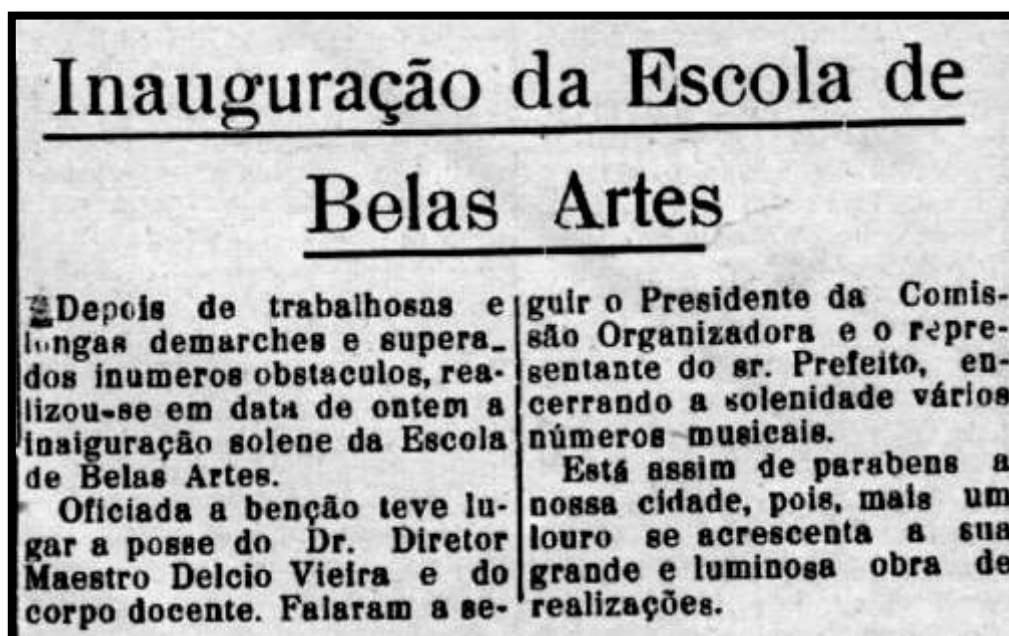 Inauguração da Escola de
Belas Artes
Depois de trabalhosas e
longas demarches e supera-
dos inumeros obstaculos, rea-
lizou-se em data de ontem a
insiguração solene da Escola
de Belas Artes.
Oficiada a benção teve lu-
gar a posse do Dr. Diretor
Maestro Delcio Vieira e do
corpo docente. Falaram a se-
guir o Presidente da Comis-
são Organizadora e o repre-
sentante do sr. Prefeito, en-
cerrando a solenidade vários
números musicais.
Está assim de parabens a
nossa cidade, pois, mais um
louro se acrescenta a sua
grande e luminosa obra de
realizações.